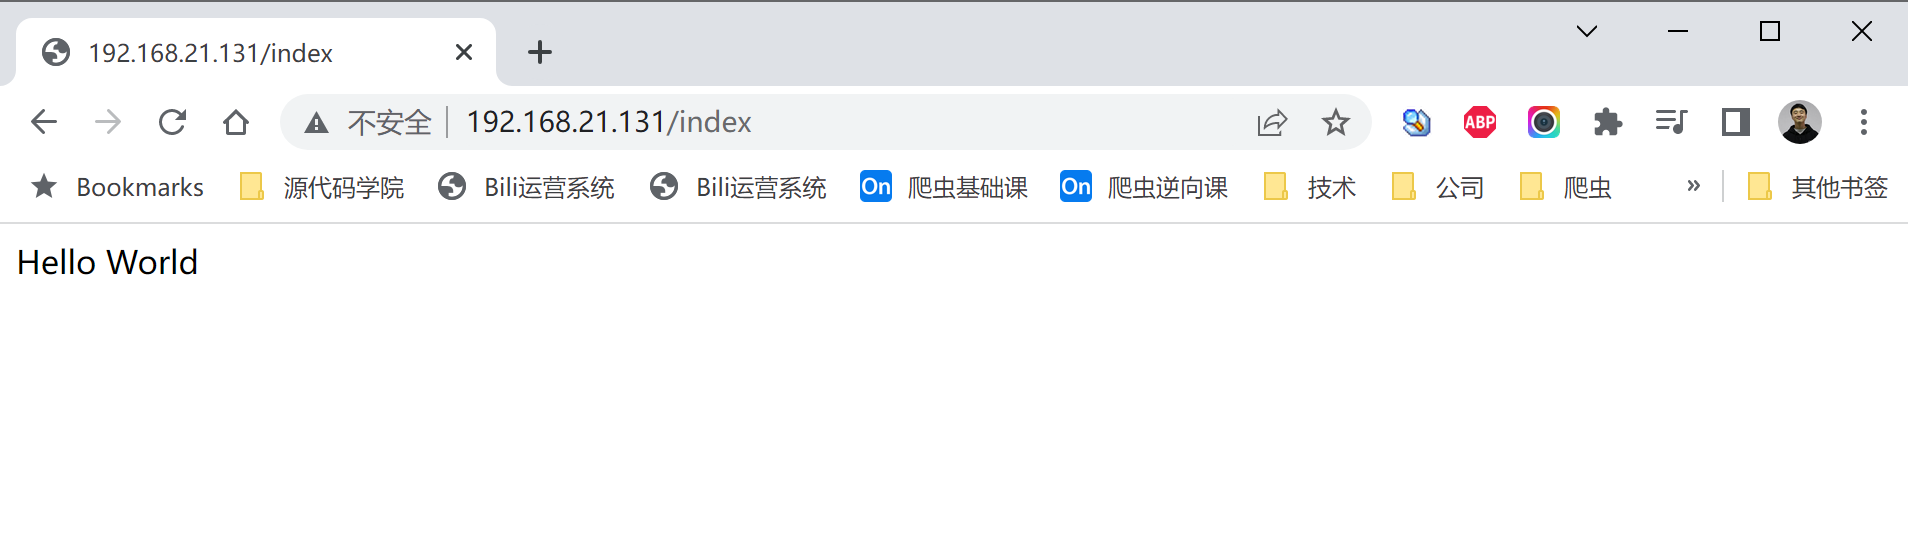 192.168.21.131/index
不安全 192.168.21.131/index ABP
Bookmarks 源代码学院 Bili运营系统 Bili运营系统 On 爬虫基础课 On 爬虫逆向课 技术 公司 爬虫 » 其他书签
Hello World